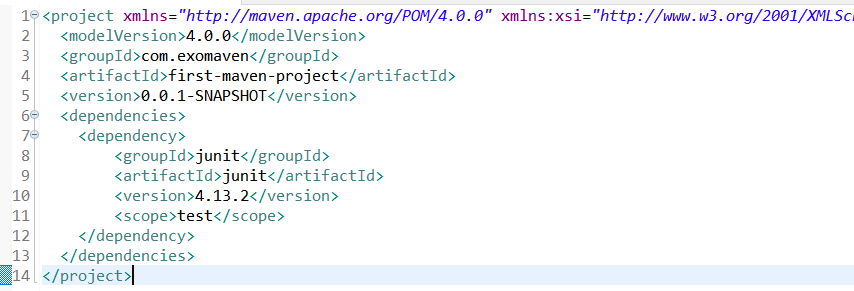 1 <project xmlns="http://maven.apache.org/POM/4.0.0" xmlns:xsi="http://www.w3.org/2001/XMLSc
2 <modelVersion>4.0.0</modelVersion>
3 <groupId>com.exomaven</groupId>
4 <artifactId>first-maven-project</artifactId>
5 <version>0.0.1-SNAPSHOT</version>
6 <dependencies>
7 <dependency>
8 <groupId>junit</groupId>
9 <artifactId>junit</artifactId>
10 <version>4.13.2</version>
11 <scope>test</scope>
12 </dependency>
13 </dependencies>
14 </project>